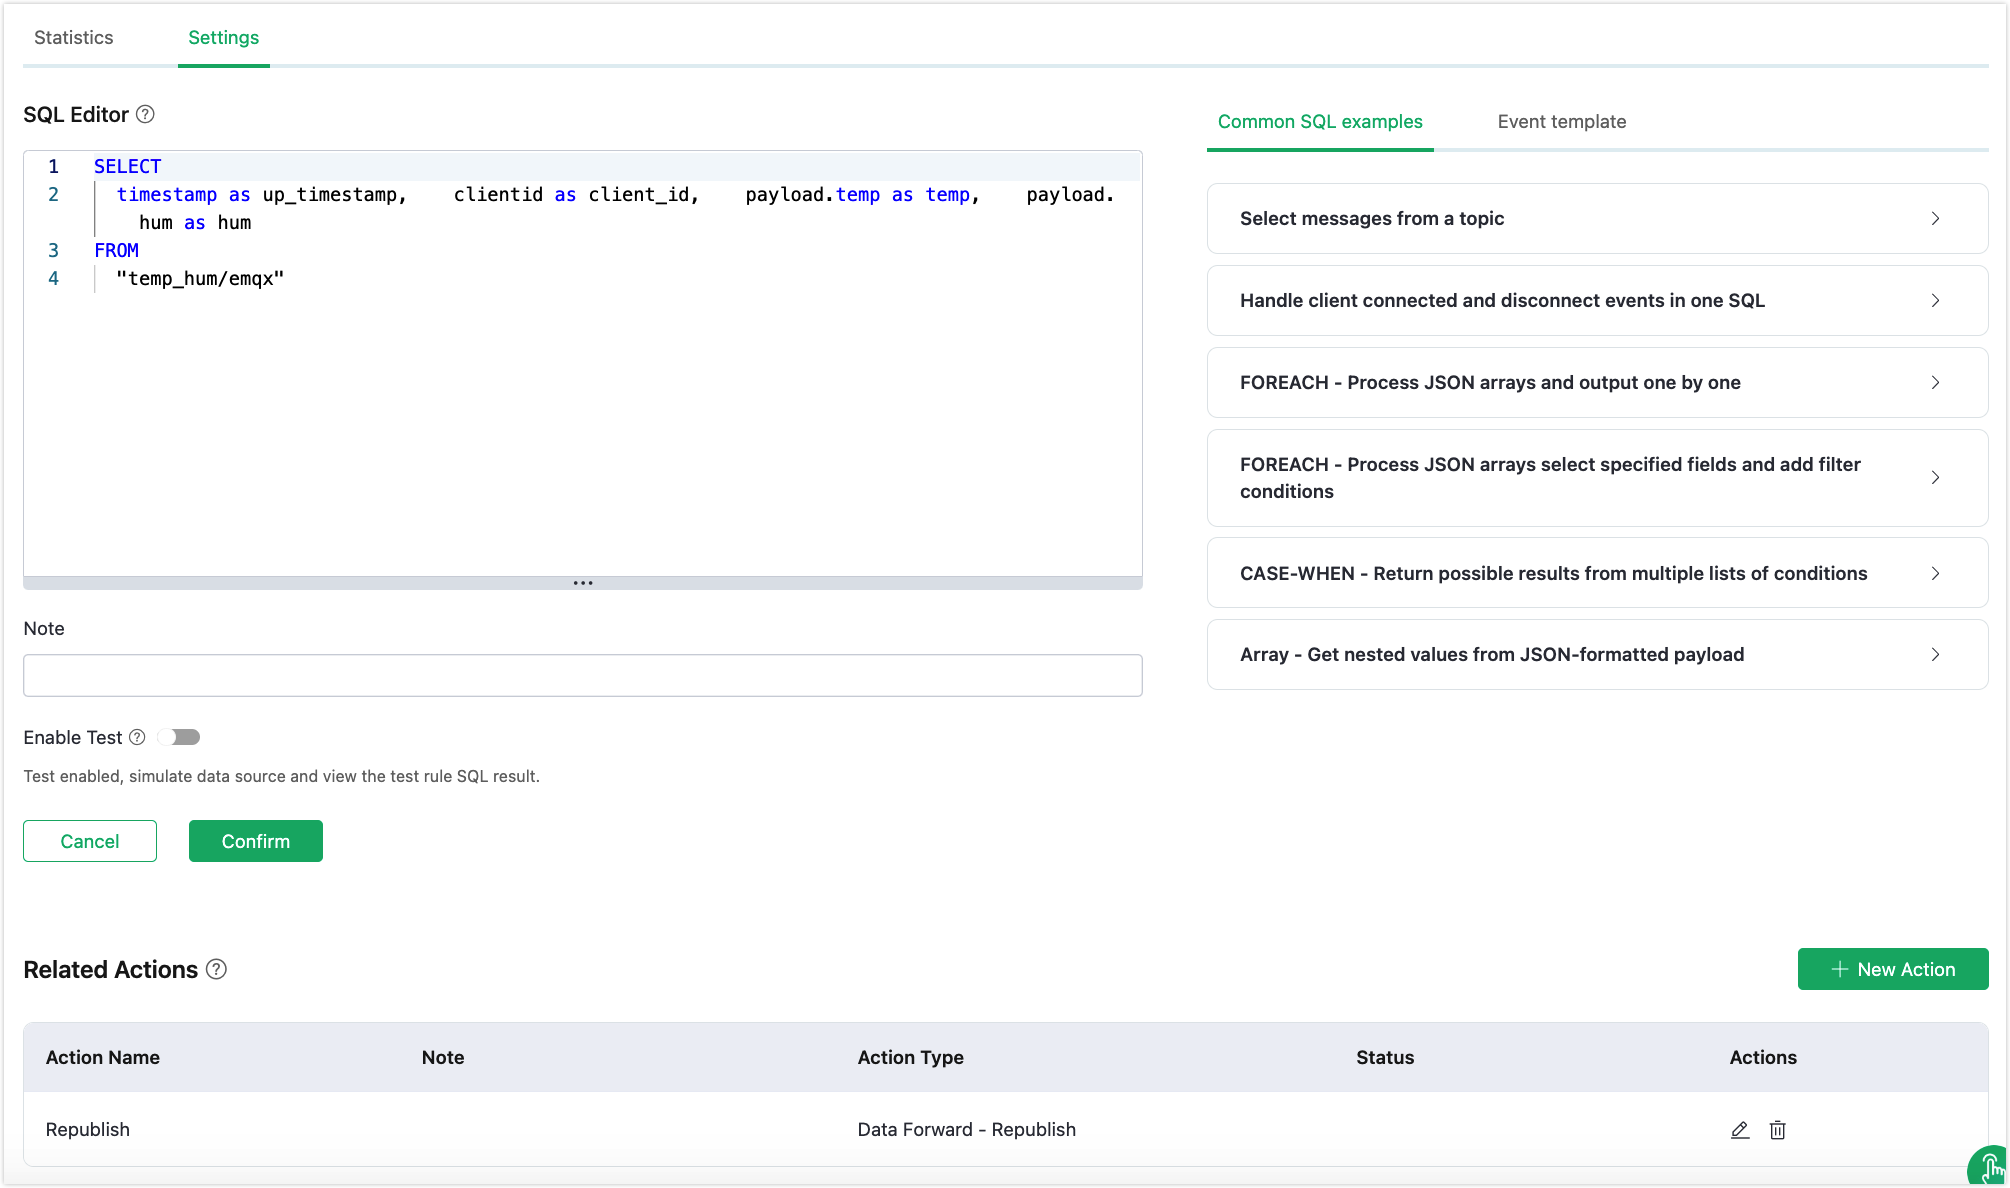 Statistics
Settings
SQL Editor
1 SELECT
2 timestamp as up_timestamp,    clientid as client_id,    payload.temp as temp,    payload.
hum as hum
3 FROM
4 "temp_hum/emqx"
Note
Enable Test
Test enabled, simulate data source and view the test rule SQL result.
Cancel
Confirm
Common SQL examples
Event template
Select messages from a topic
Handle client connected and disconnect events in one SQL
FOREACH - Process JSON arrays and output one by one
FOREACH - Process JSON arrays select specified fields and add filter
conditions
CASE-WHEN - Return possible results from multiple lists of conditions
Array - Get nested values from JSON-formatted payload
Related Actions
New Action
Action Name Note Action Type Status Actions
Republish Data Forward - Republish